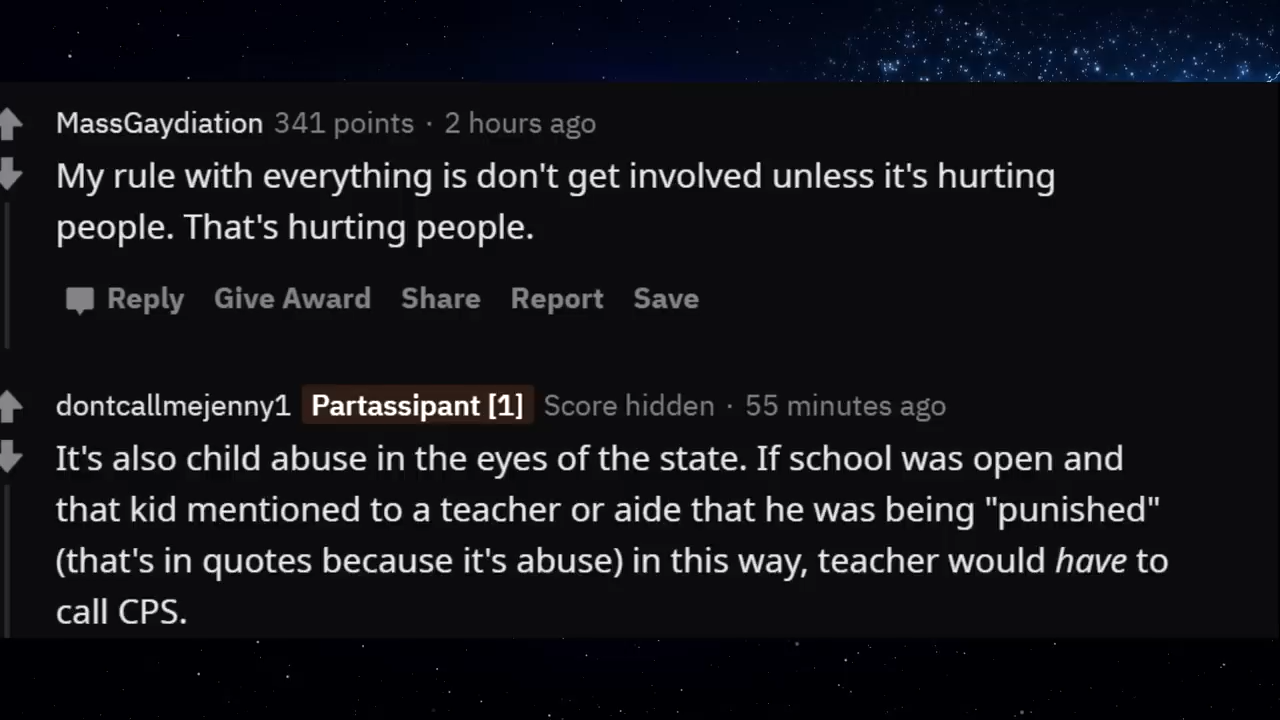 MassGaydiation 341 points · 2 hours ago
My rule with everything is don't get involved unless it's hurting
people. That's hurting people.
Reply Give Award Share Report Save
dontcallmejenny1 Partassipant [1] Score hidden · 55 minutes ago
It's also child abuse in the eyes of the state. If school was open and
that kid mentioned to a teacher or aide that he was being "punished"
(that's in quotes because it's abuse) in this way, teacher would have to
call CPS.